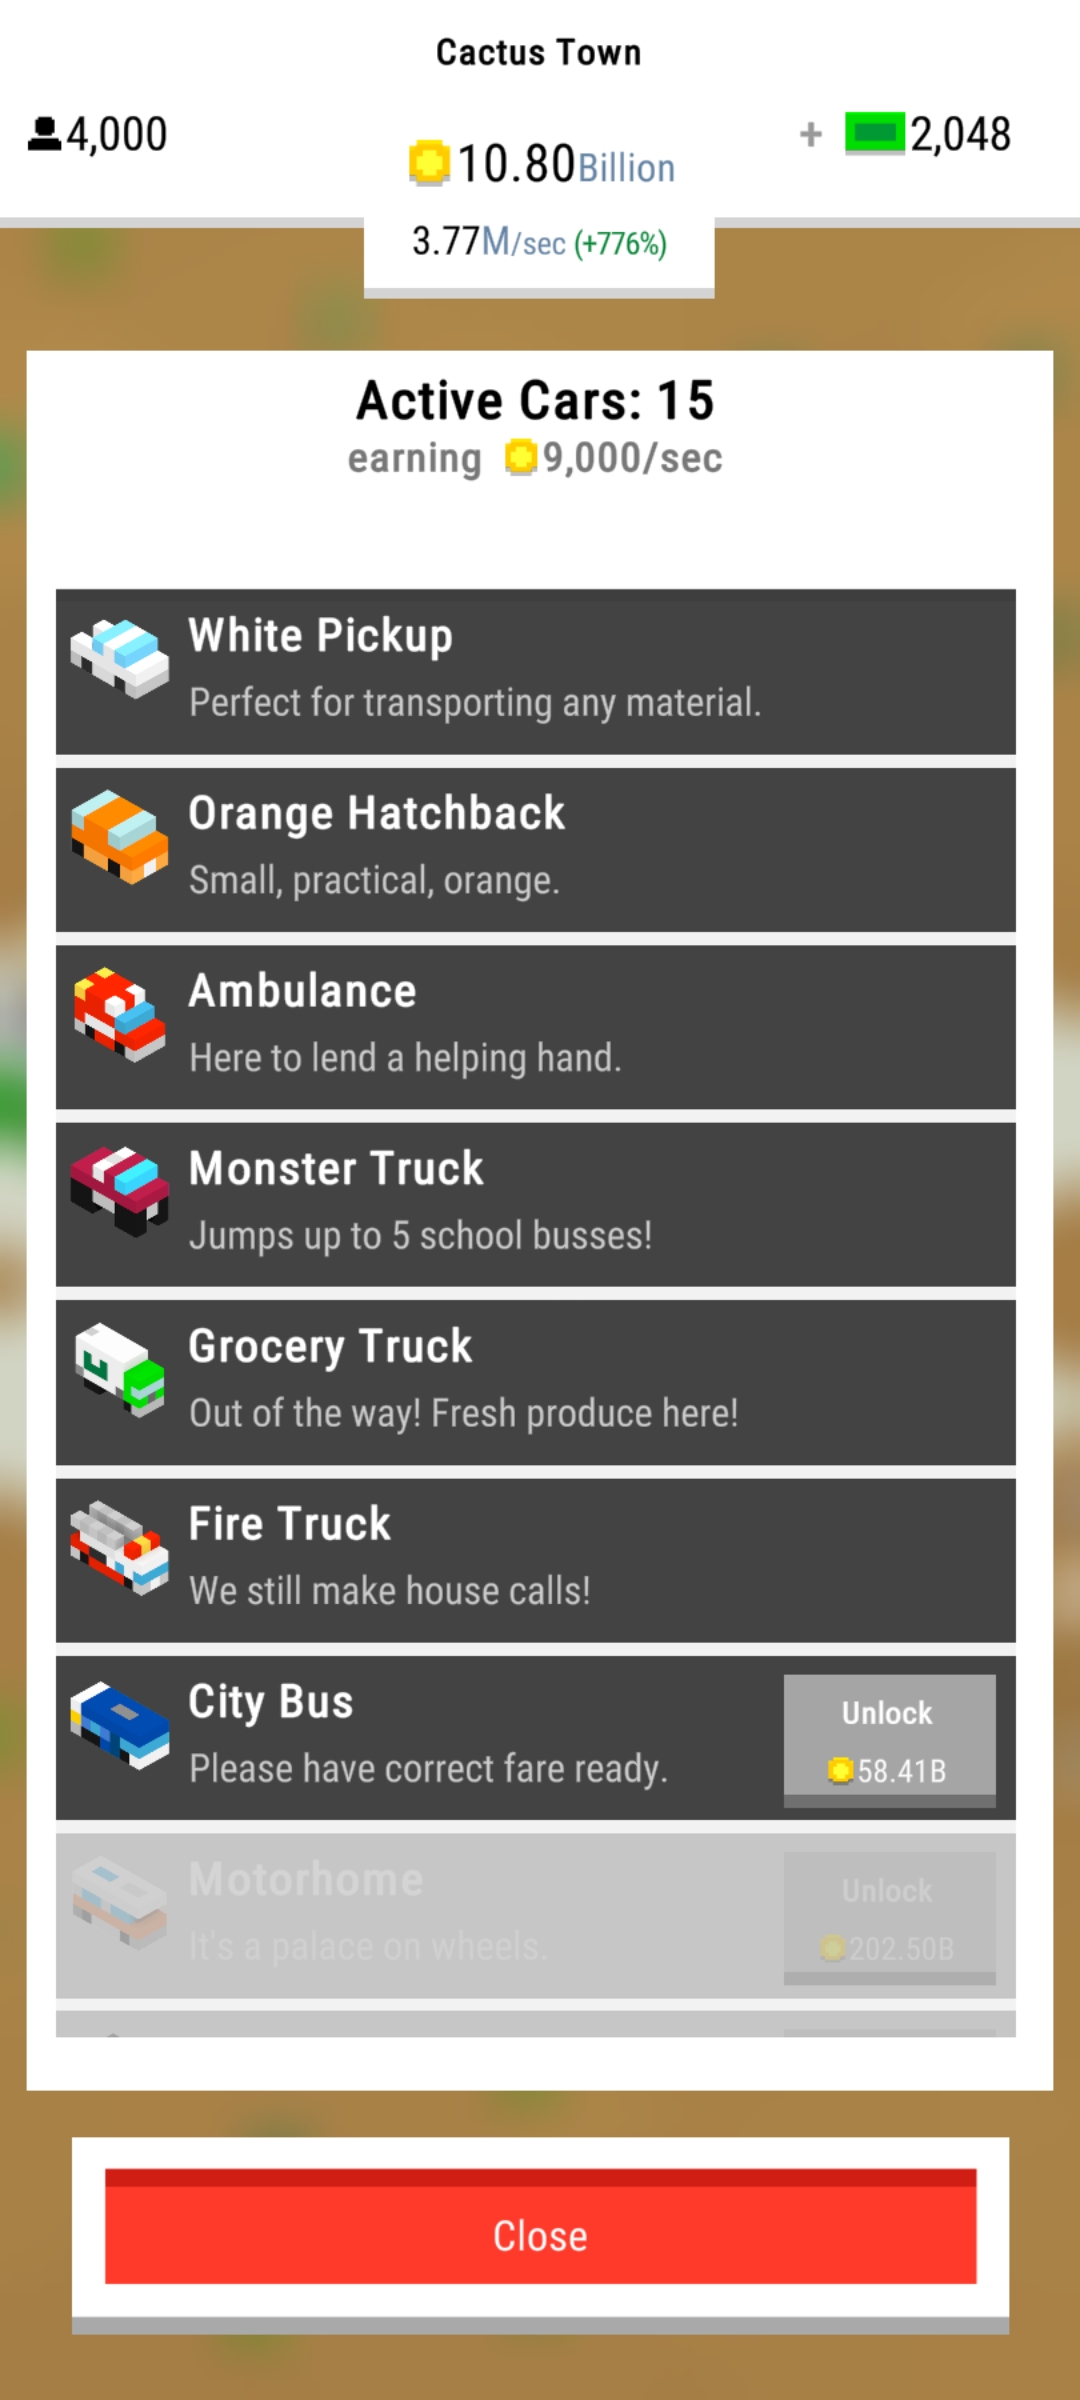 Cactus Town
4,000
10.80Billion
+ 2,048
3.77M/sec (+776%)
Active Cars: 15
earning 9,000/sec
White Pickup
Perfect for transporting any material.
Orange Hatchback
Small, practical, orange.
Ambulance
Here to lend a helping hand.
Monster Truck
Jumps up to 5 school busses!
Grocery Truck
Out of the way! Fresh produce here!
Fire Truck
We still make house calls!
City Bus
Unlock
Please have correct fare ready.
58.41B
Motorhome
Unlock
It's a palace on wheels.
202.50B
Close